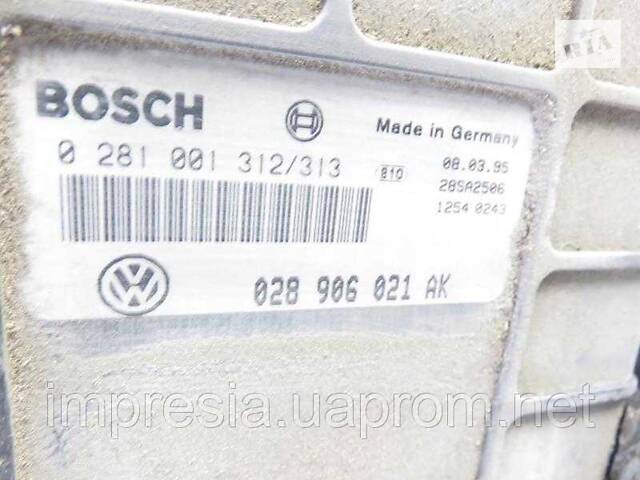 RIA
BOSCH
Made in Germany
0 281 001 312/313
810
08.03.95
28SA2506
1254 0243
028 906 021 AK
impresia.uaprom.net